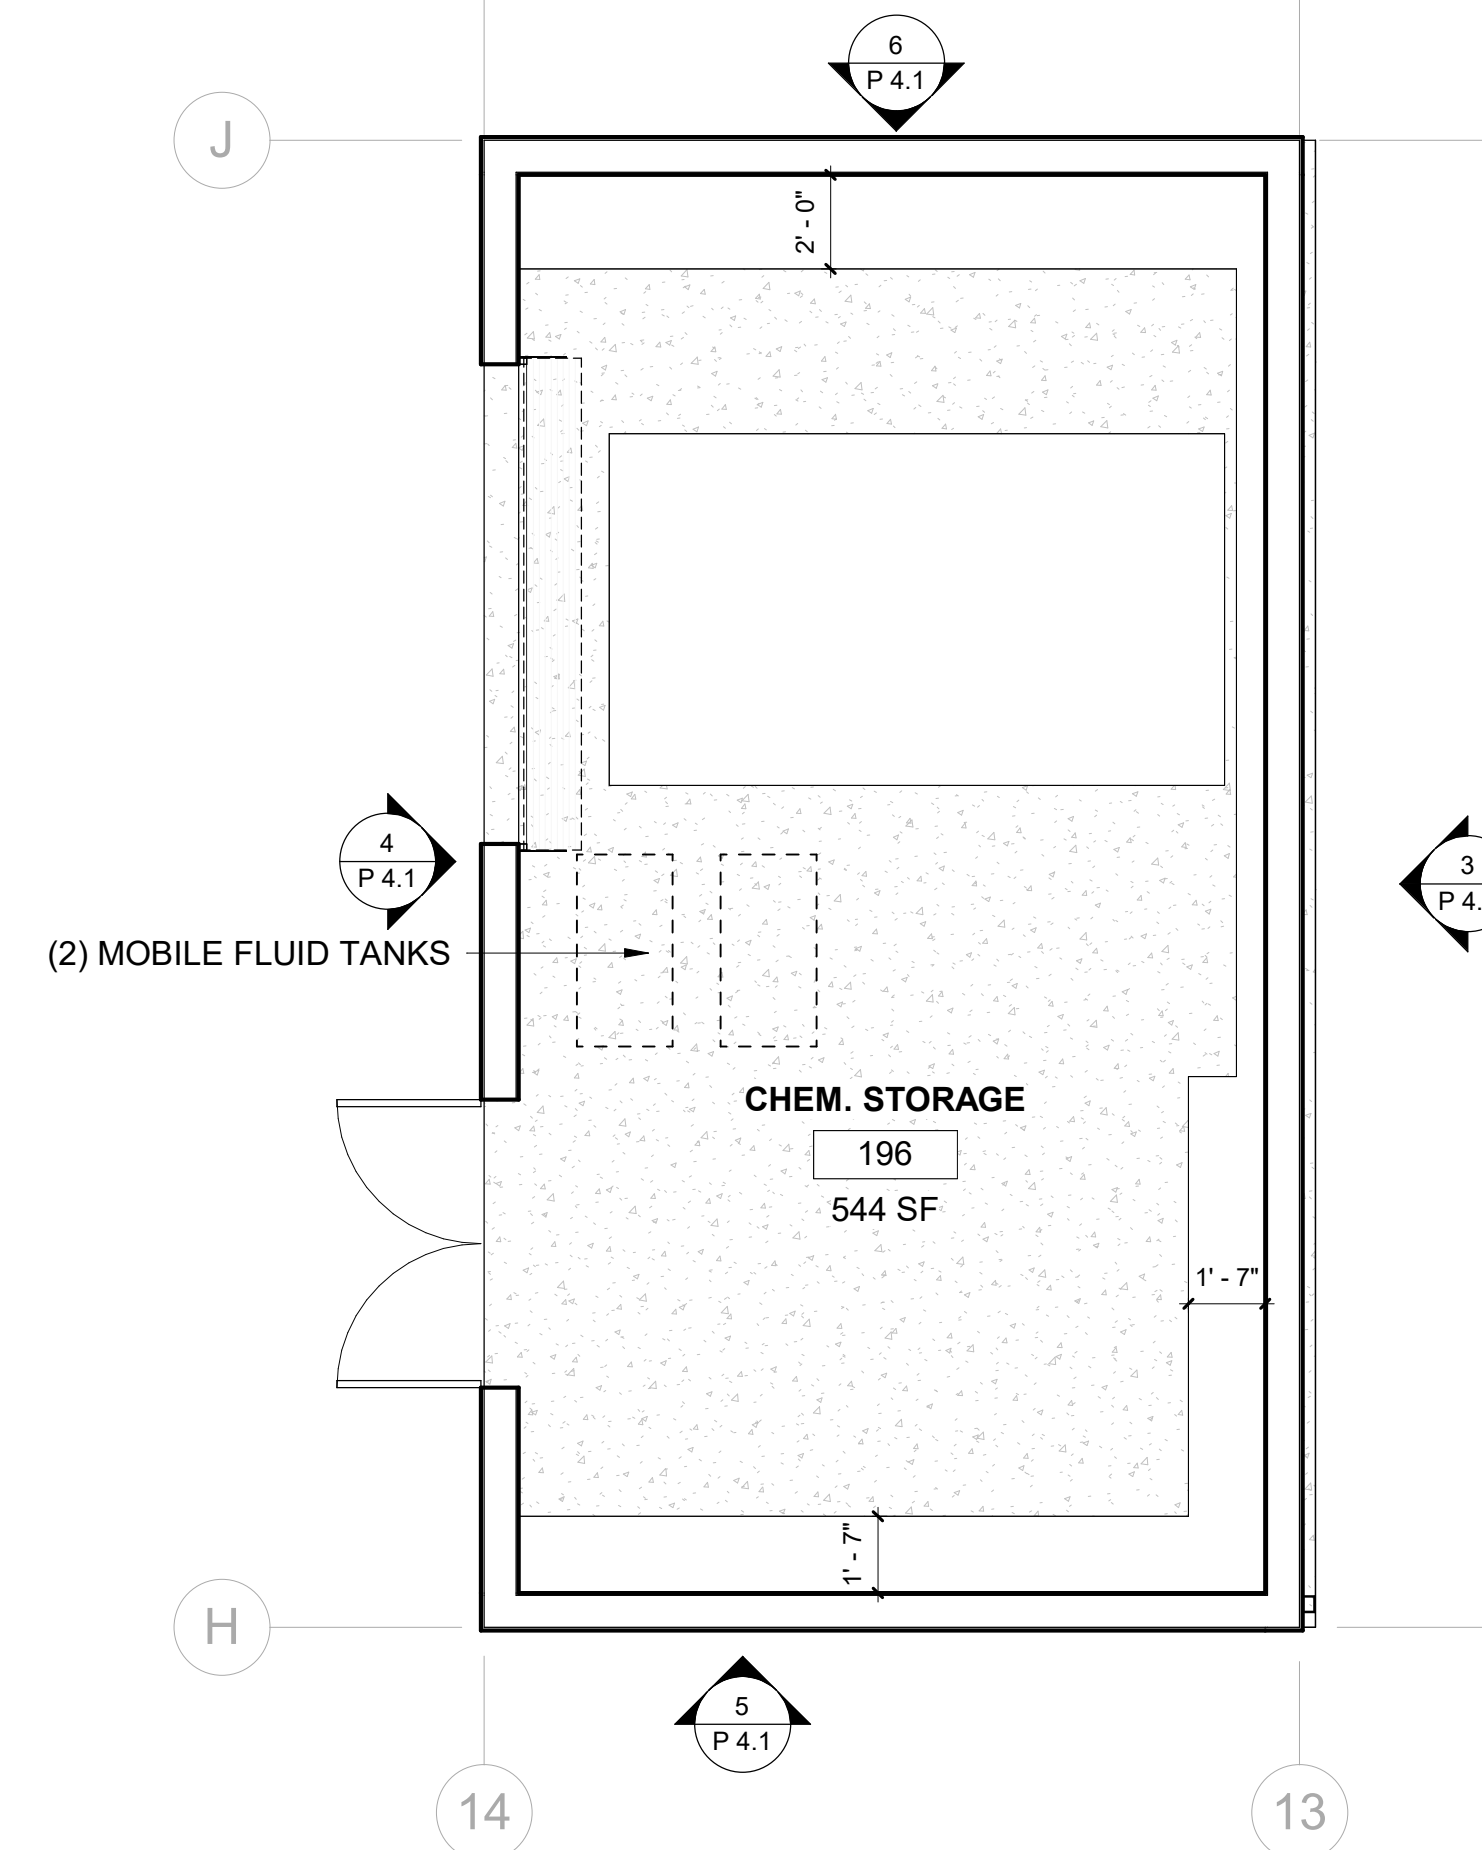 6
P 4.1
J
2' - 0"
4
P 4.1
3
P 4.
(2) MOBILE FLUID TANKS
CHEM. STORAGE
196
544 SF
1' - 7"
1' - 7"
H
5
P 4.1
14
13